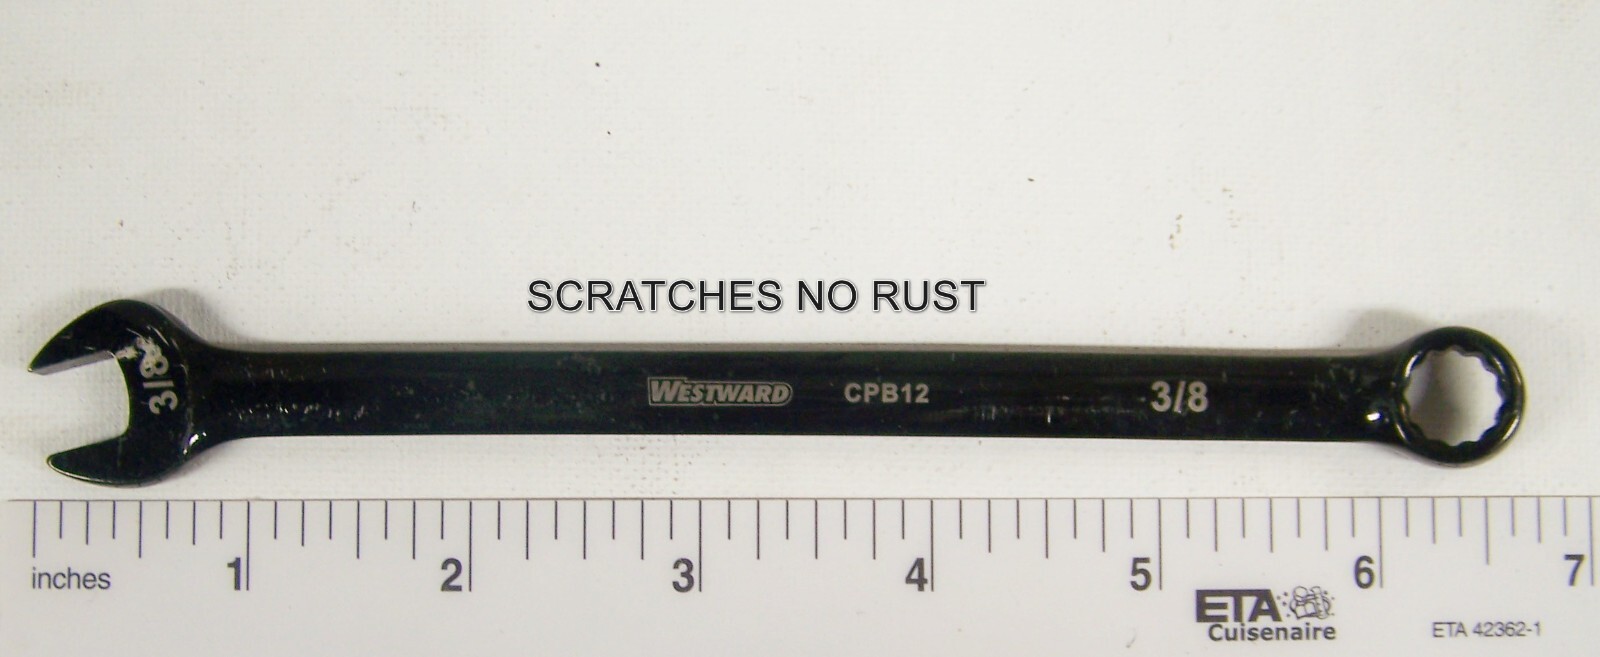 SCRATCHES NO RUST
3/8
WESTWARD CPB12 3/8
inches 1 2 3 4 5 6 7
ETA
Cuisenaire
ETA 42362-1